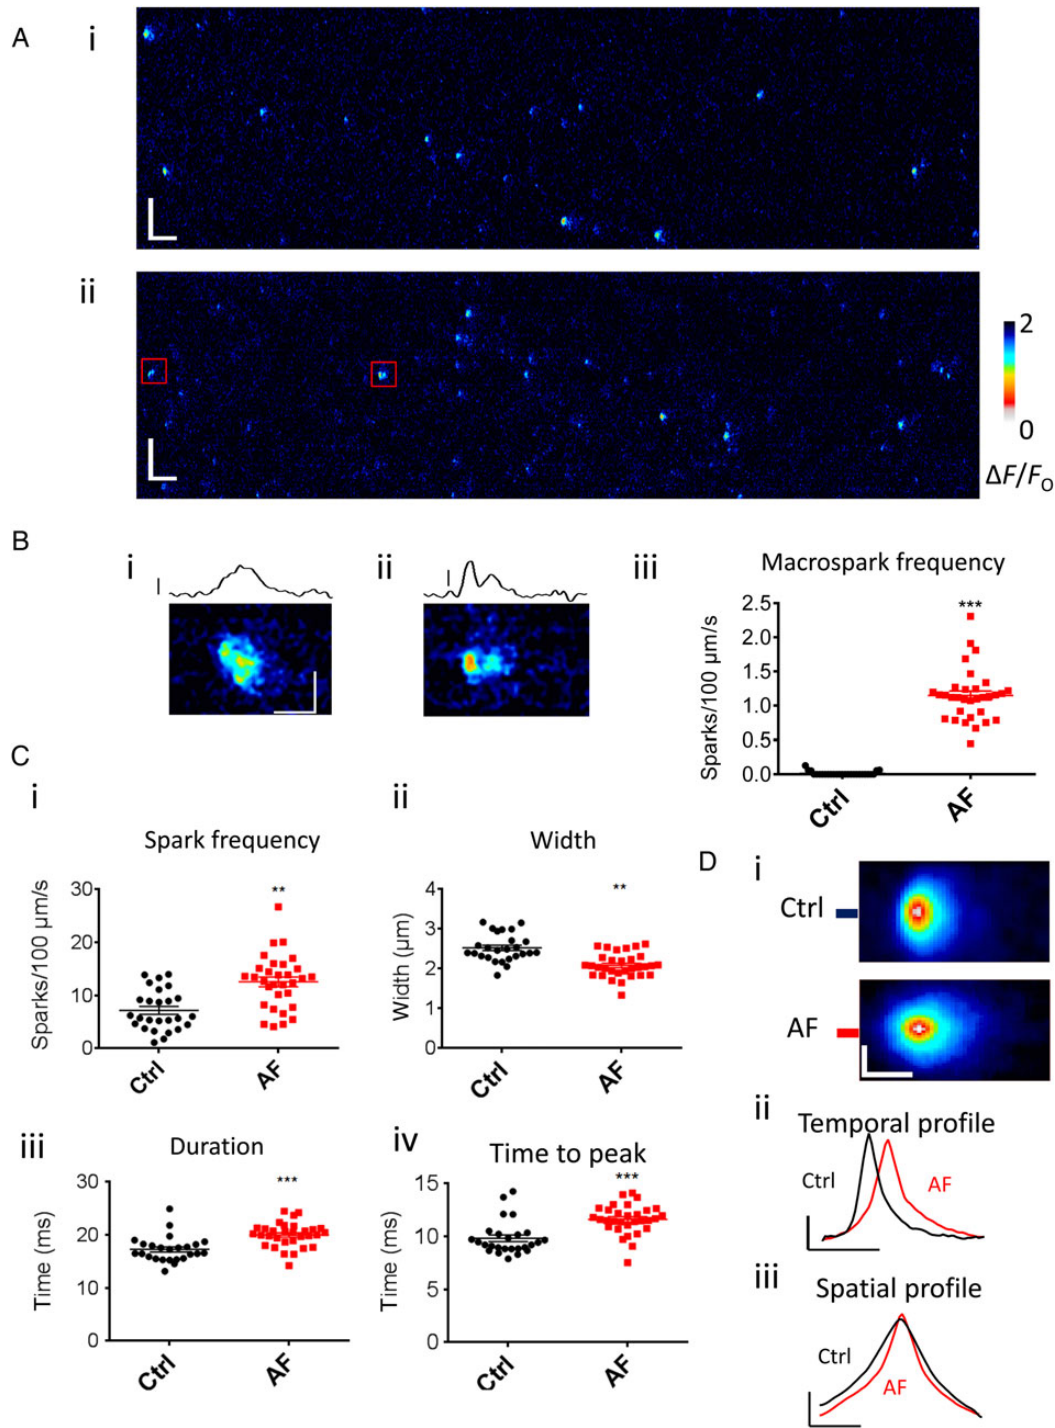 A
i
ii
2
0
ΔF/FO
B
i
ii
iii
Macrospark frequency
***
Sparks/100 µm/s
2.5
2.0
1.5
1.0
0.5
0.0
Ctrl
AF
C
i
Spark frequency
**
Sparks/100 µm/s
30
20
10
0
Ctrl
AF
ii
Width
**
Width (µm)
4
3
2
1
0
Ctrl
AF
iii
Duration
***
Time (ms)
30
20
10
0
Ctrl
AF
iv
Time to peak
***
Time (ms)
15
10
5
0
Ctrl
AF
D
i
Ctrl
AF
ii
Temporal profile
Ctrl
AF
iii
Spatial profile
Ctrl
AF